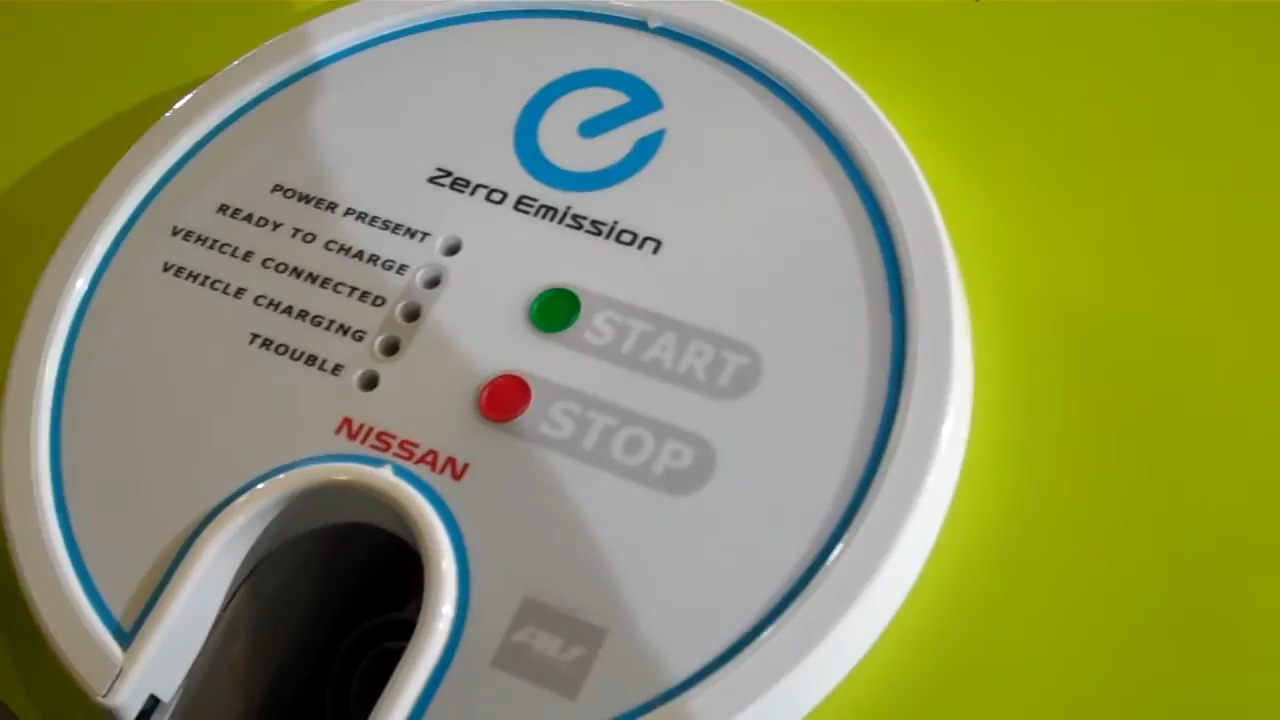 Zero Emission
POWER PRESENT
READY TO CHARGE
VEHICLE CONNECTED
VEHICLE CHARGING
TROUBLE
START
STOP
NISSAN